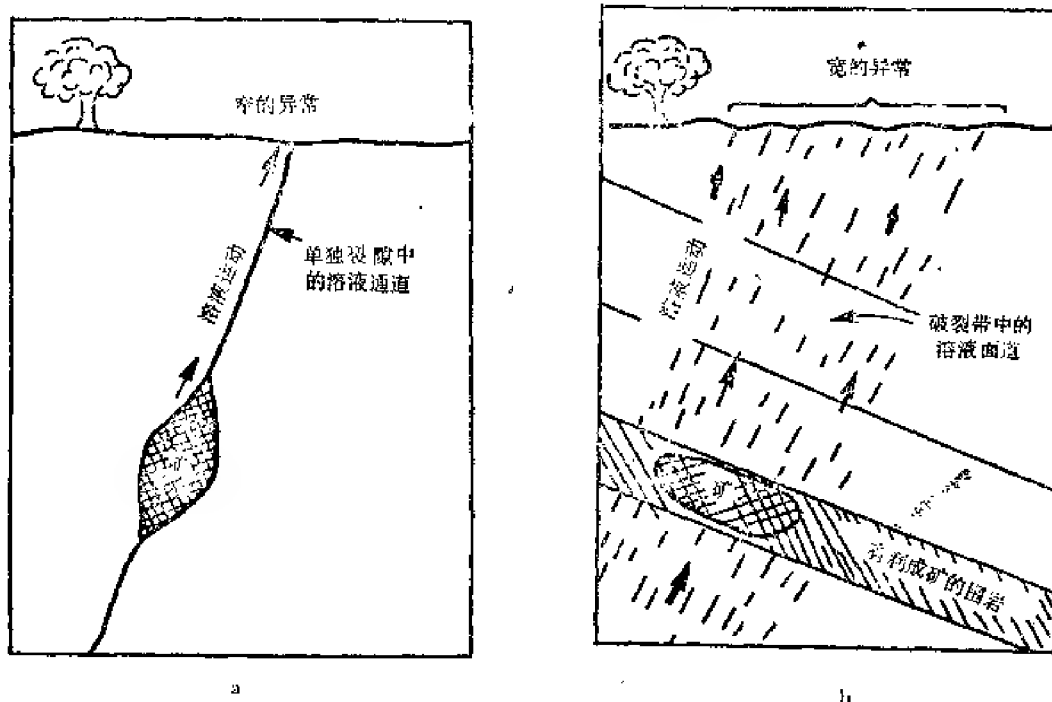 窄的异常
单独裂隙中
的溶液通道
溶液运动
矿
a
宽的异常
溶液运动
破裂带中的
溶液面道
矿
有利成矿的围岩
b